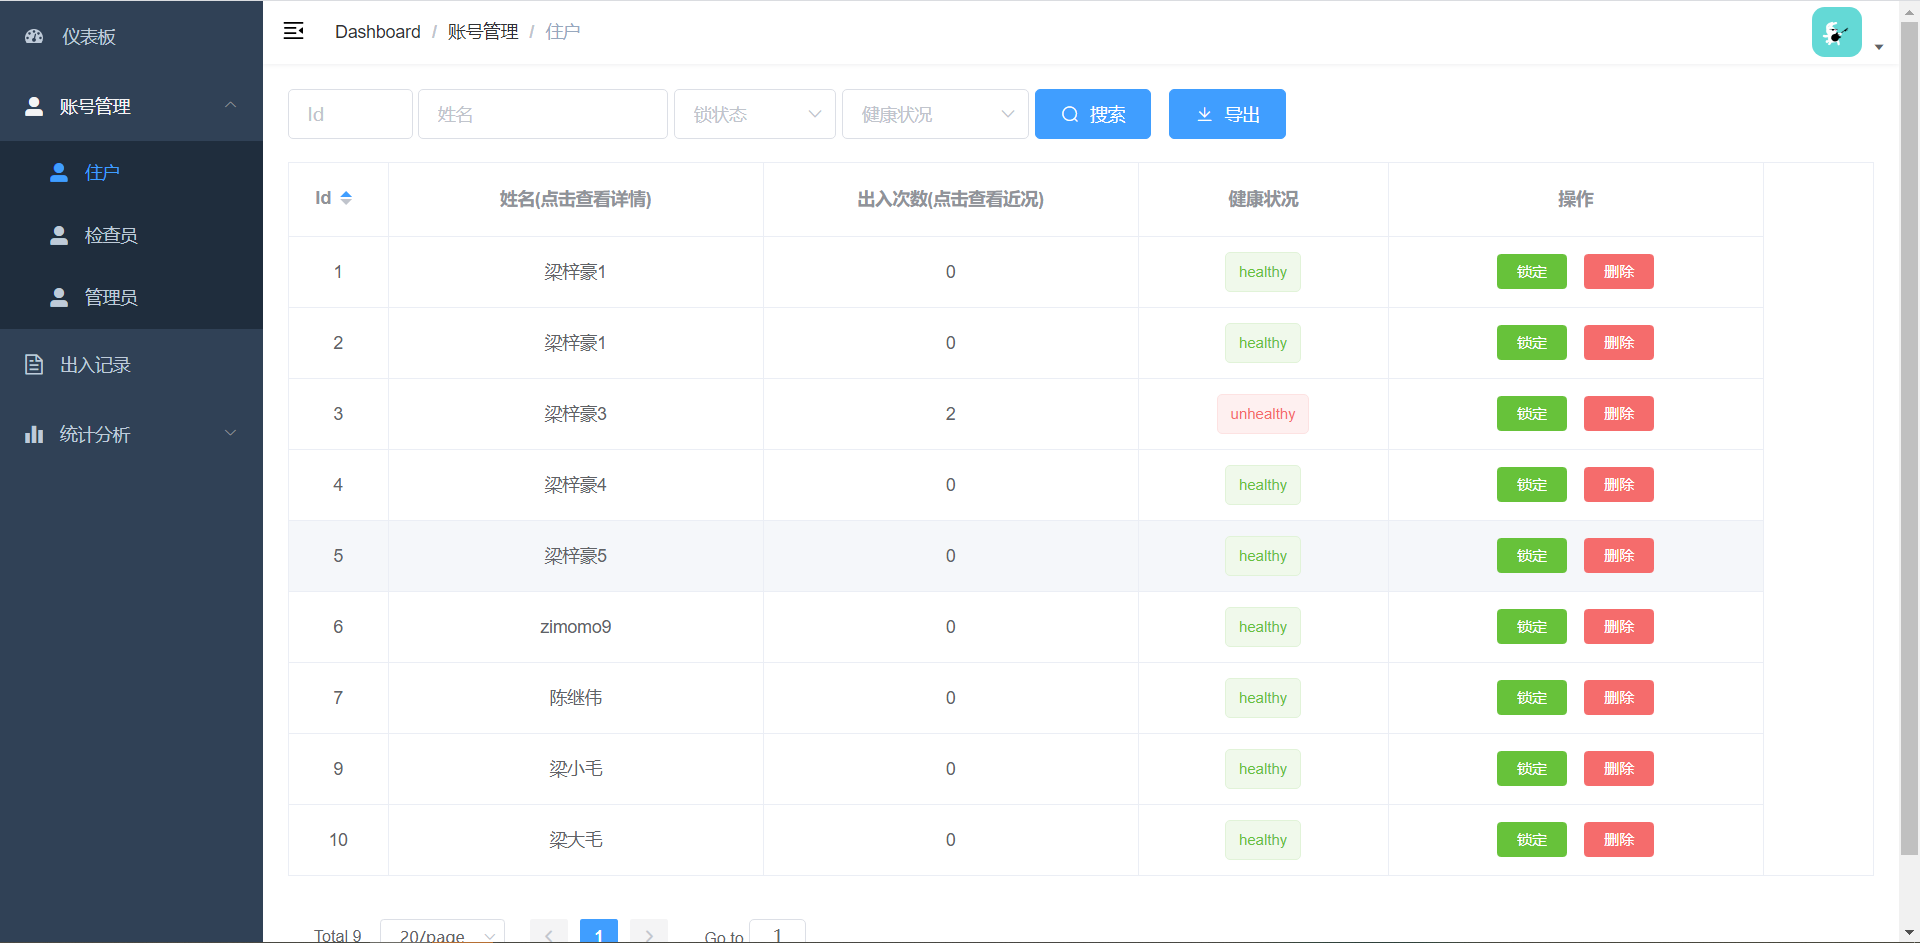 仪表板
账号管理
住户
检查员
管理员
出入记录
统计分析
Dashboard / 账号管理 / 住户
Id 姓名 锁状态 健康状况 搜索 导出
Id 姓名(点击查看详情) 出入次数(点击查看近况) 健康状况 操作
1 梁梓豪1 0 healthy 锁定 删除
2 梁梓豪1 0 healthy 锁定 删除
3 梁梓豪3 2 unhealthy 锁定 删除
4 梁梓豪4 0 healthy 锁定 删除
5 梁梓豪5 0 healthy 锁定 删除
6 zimomo9 0 healthy 锁定 删除
7 陈继伟 0 healthy 锁定 删除
9 梁小毛 0 healthy 锁定 删除
10 梁大毛 0 healthy 锁定 删除
Total 9 20/page 1 Go to 1